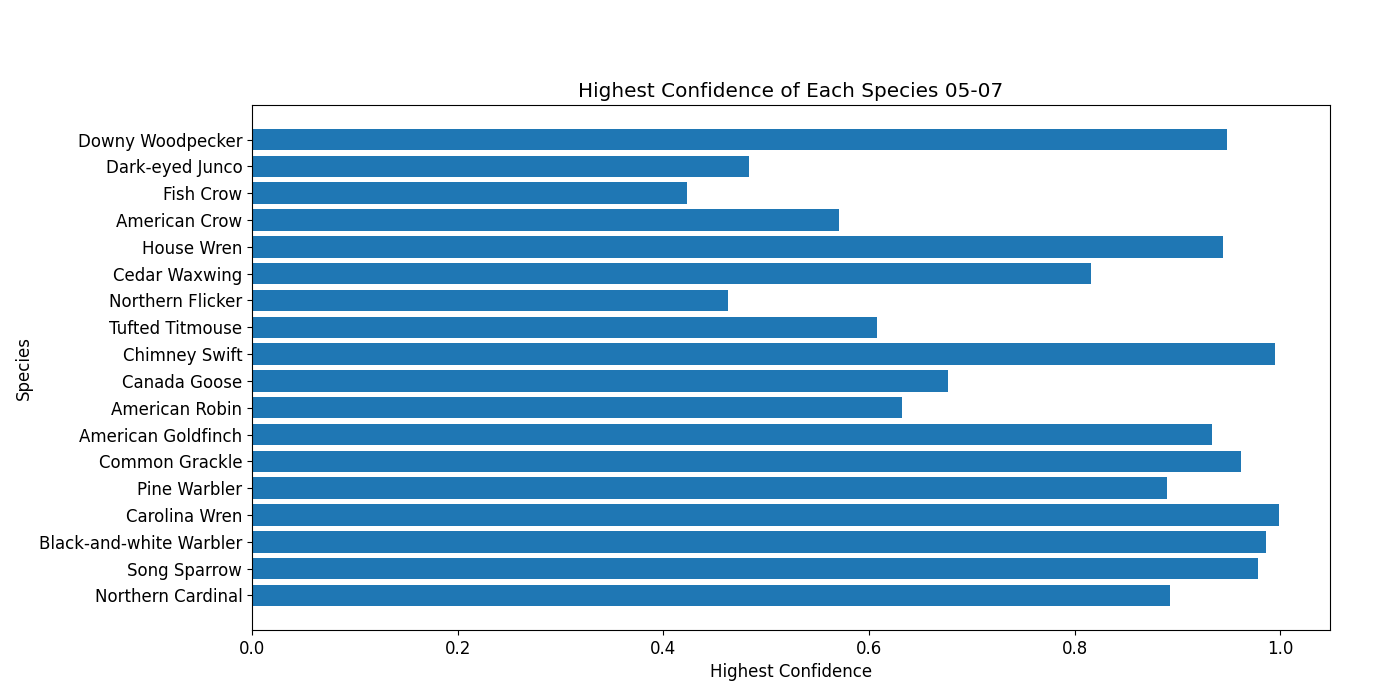 Highest Confidence of Each Species 05-07
Species
Downy Woodpecker
Dark-eyed Junco
Fish Crow
American Crow
House Wren
Cedar Waxwing
Northern Flicker
Tufted Titmouse
Chimney Swift
Canada Goose
American Robin
American Goldfinch
Common Grackle
Pine Warbler
Carolina Wren
Black-and-white Warbler
Song Sparrow
Northern Cardinal
0.0 0.2 0.4 0.6 0.8 1.0
Highest Confidence